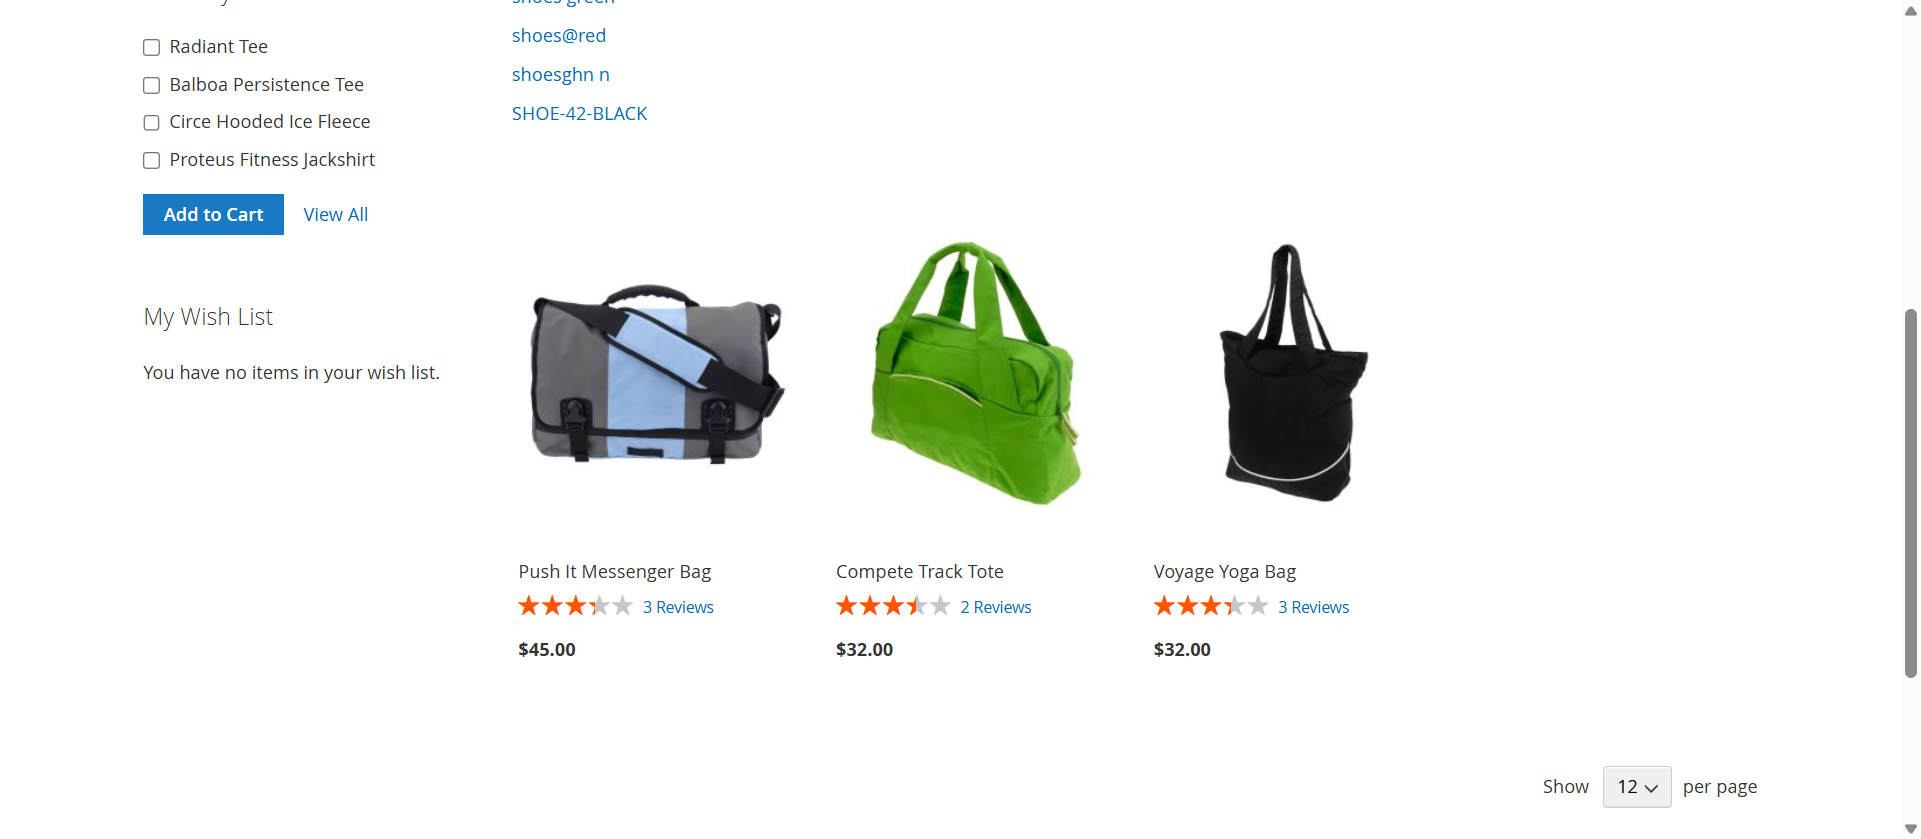 shoes green
shoes@red
shoesghn n
SHOE-42-BLACK
Radiant Tee
Balboa Persistence Tee
Circe Hooded Ice Fleece
Proteus Fitness Jackshirt
Add to Cart View All
My Wish List
You have no items in your wish list.
Push It Messenger Bag
3 Reviews
$45.00
Compete Track Tote
2 Reviews
$32.00
Voyage Yoga Bag
3 Reviews
$32.00
Show 12 per page